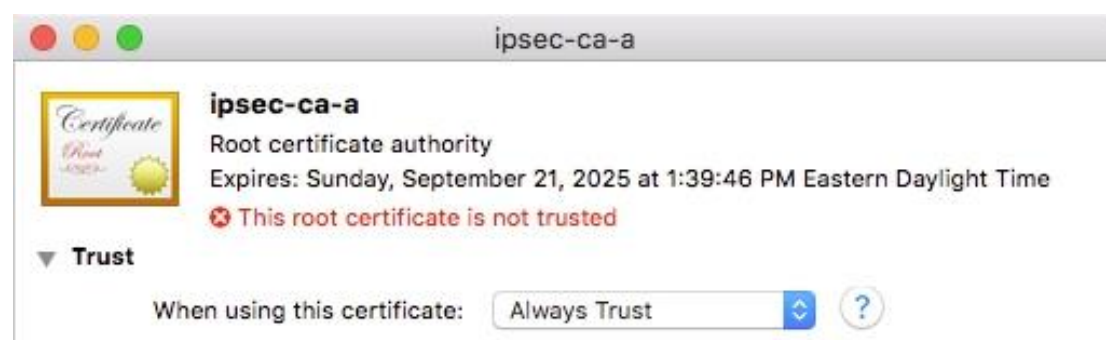 ipsec-ca-a
Certificate
Root
ipsec-ca-a
Root certificate authority
Expires: Sunday, September 21, 2025 at 1:39:46 PM Eastern Daylight Time
This root certificate is not trusted
Trust
When using this certificate: Always Trust ?